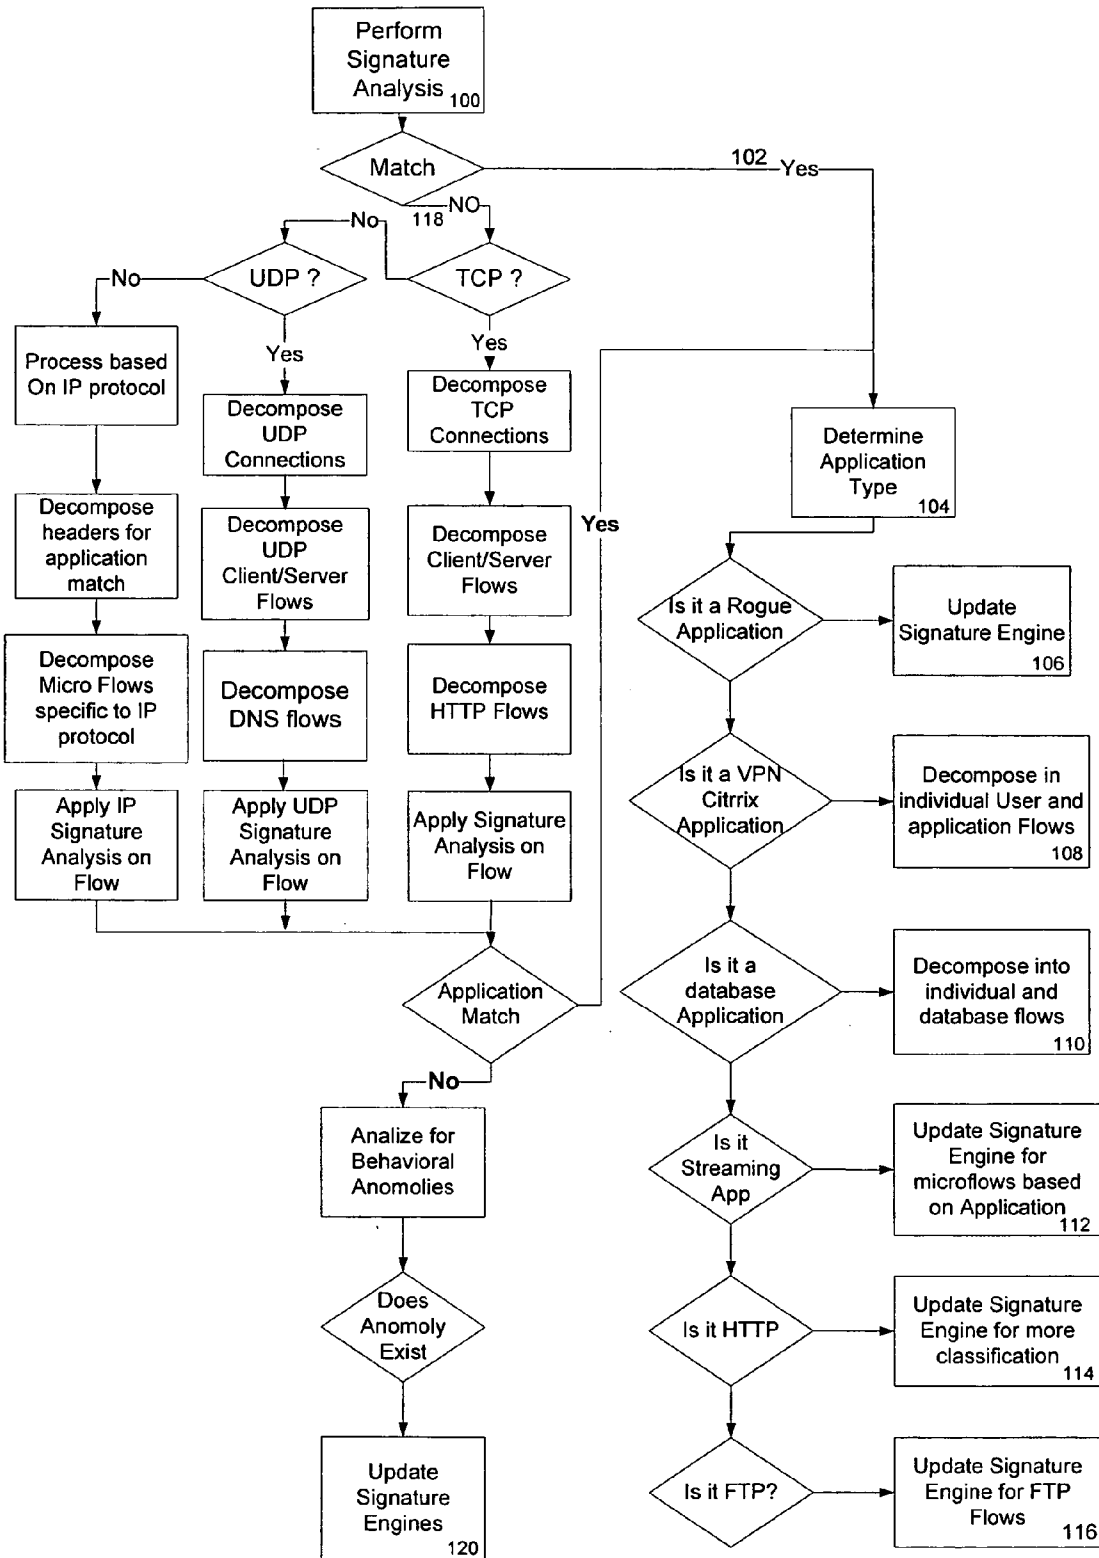 Perform
Signature
Analysis
100
Match
102
Yes
118
NO
No
UDP ?
TCP ?
No
Yes
Yes
Process based
On IP protocol
Decompose
UDP
Connections
Decompose
TCP
Connections
Determine
Application
Type
104
Decompose
headers for
application
match
Decompose
UDP
Client/Server
Flows
Decompose
Client/Server
Flows
Yes
Is it a Rogue
Application
Update
Signature Engine
106
Decompose
Micro Flows
specific to IP
protocol
Decompose
DNS flows
Decompose
HTTP Flows
Is it a VPN
Citrrix
Application
Decompose in
individual User and
application Flows
108
Apply IP
Signature
Analysis on
Flow
Apply UDP
Signature
Analysis on
Flow
Apply Signature
Analysis on
Flow
Application
Match
Is it a
database
Application
Decompose into
individual and
database flows
110
No
Analize for
Behavioral
Anomolies
Is it
Streaming
App
Update Signature
Engine for
microflows based
on Application
112
Does
Anomoly
Exist
Is it HTTP
Update Signature
Engine for more
classification
114
Update
Signature
Engines
120
Is it FTP?
Update Signature
Engine for FTP
Flows
116